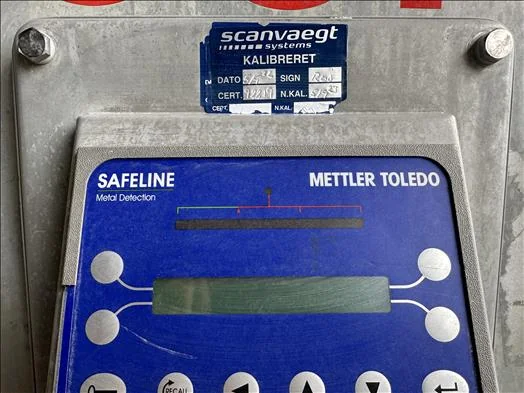 scanvaegt
systems
KALIBRERET
DATO SIGN
CERT. N.KAL.
CERT. N.KAL.
SAFELINE
METTLER TOLEDO
Metal Detection
RECALL